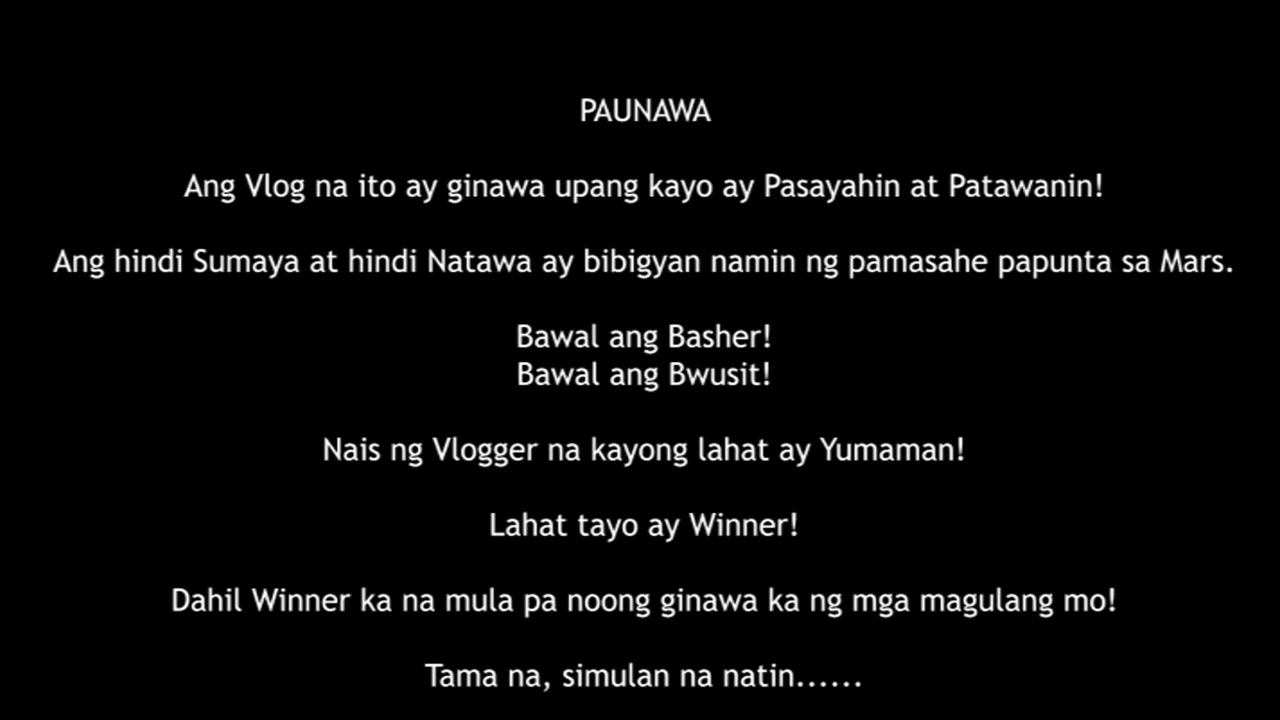 PAUNAWA
Ang Vlog na ito ay ginawa upang kayo ay Pasayahin at Patawanin!
Ang hindi Sumaya at hindi Natawa ay bibigyan namin ng pamasahe papunta sa Mars.
Bawal ang Basher!
Bawal ang Bwusit!
Nais ng Vlogger na kayong lahat ay Yumaman!
Lahat tayo ay Winner!
Dahil Winner ka na mula pa noong ginawa ka ng mga magulang mo!
Tama na, simulan na natin......